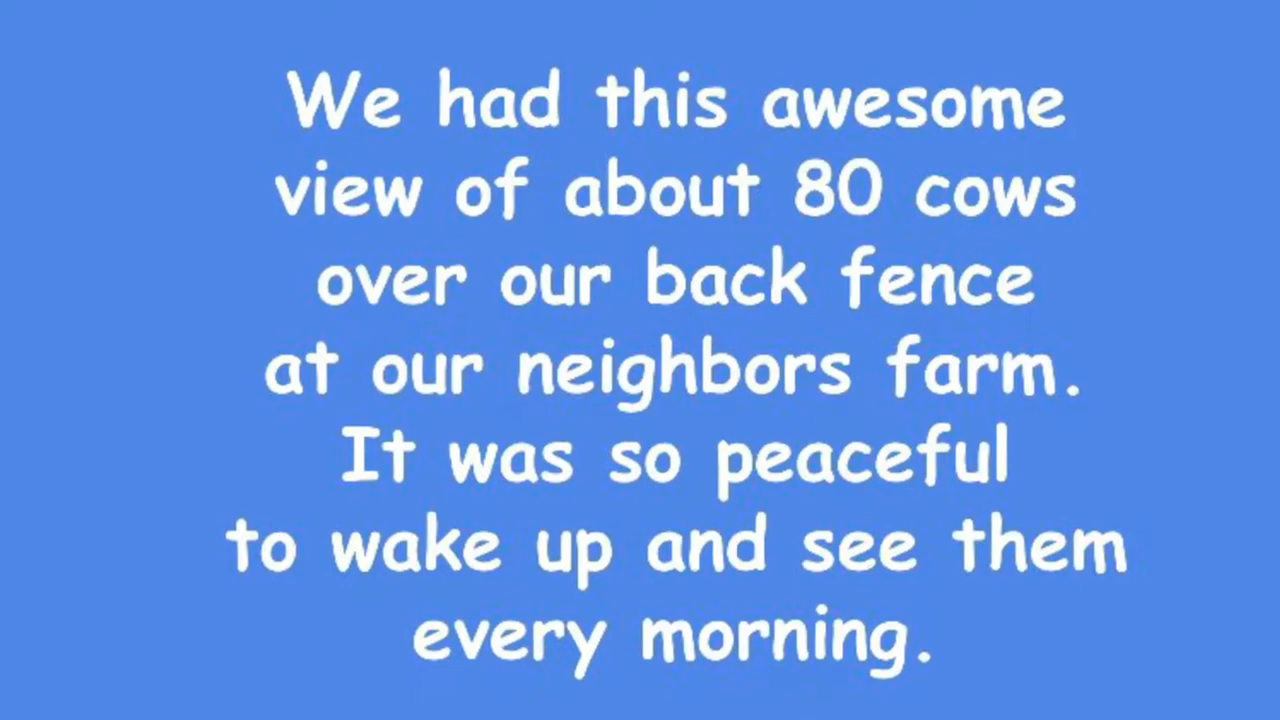 We had this awesome
view of about 80 cows
over our back fence
at our neighbors farm.
It was so peaceful
to wake up and see them
every morning.